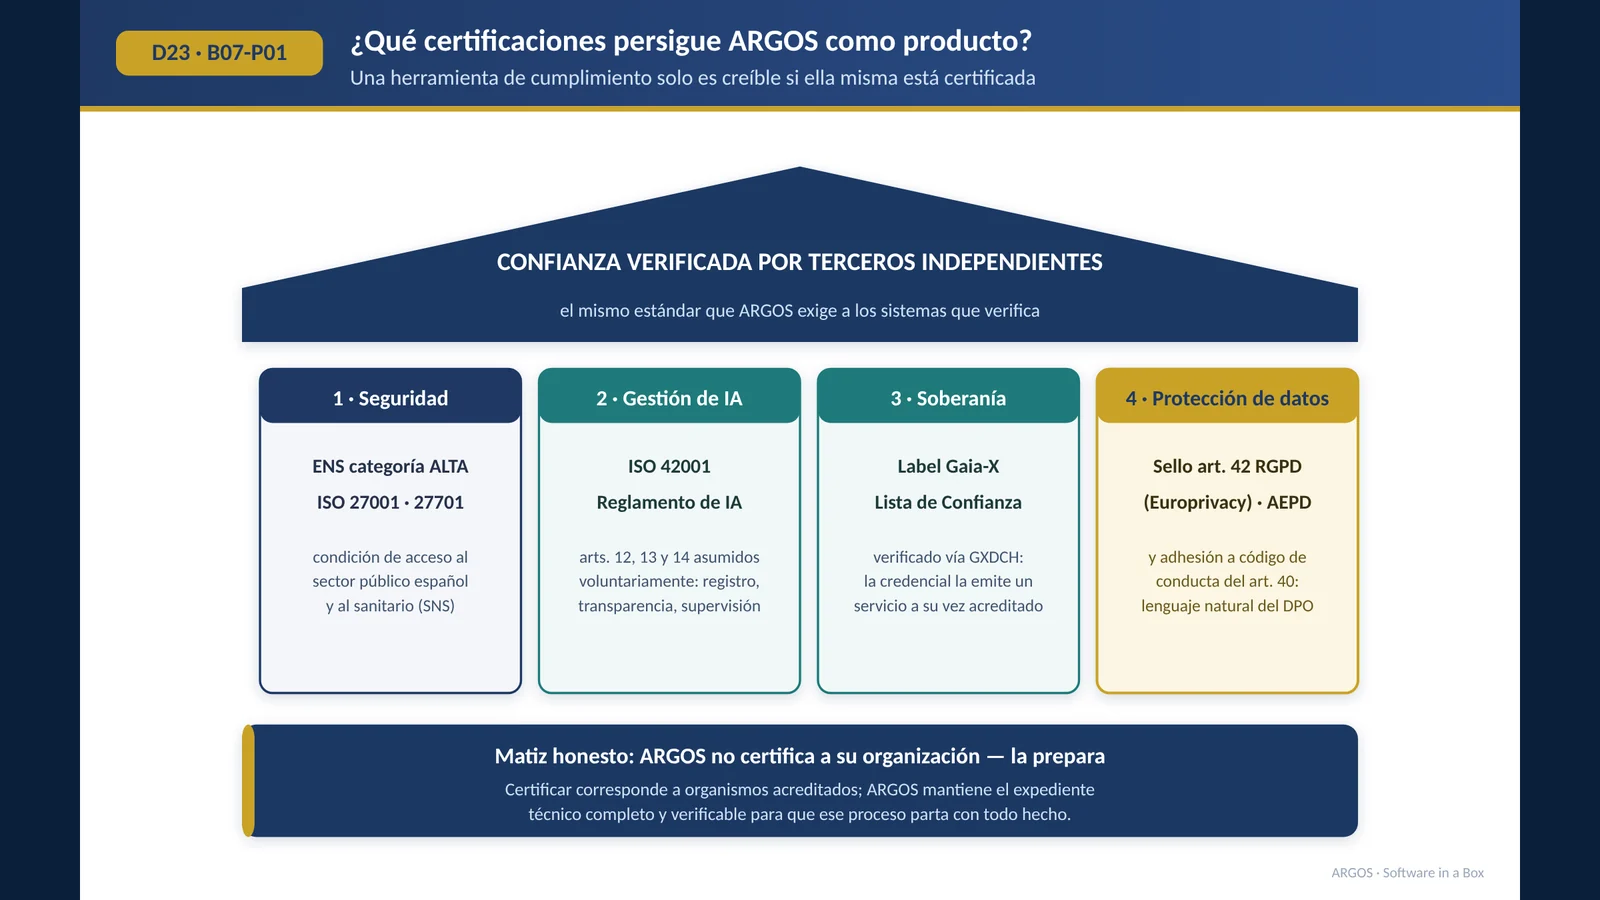 D23 · B07-P01
¿Qué certificaciones persigue ARGOS como producto?
Una herramienta de cumplimiento solo es creíble si ella misma está certificada
CONFIANZA VERIFICADA POR TERCEROS INDEPENDIENTES
el mismo estándar que ARGOS exige a los sistemas que verifica
1 · Seguridad
ENS categoría ALTA
ISO 27001 · 27701
condición de acceso al
sector público español
y al sanitario (SNS)
2 · Gestión de IA
ISO 42001
Reglamento de IA
arts. 12, 13 y 14 asumidos
voluntariamente: registro,
transparencia, supervisión
3 · Soberanía
Label Gaia-X
Lista de Confianza
verificado vía GXDCH:
la credencial la emite un
servicio a su vez acreditado
4 · Protección de datos
Sello art. 42 RGPD
(Europrivacy) · AEPD
y adhesión a código de
conducta del art. 40:
lenguaje natural del DPO
Matiz honesto: ARGOS no certifica a su organización — la prepara
Certificar corresponde a organismos acreditados; ARGOS mantiene el expediente
técnico completo y verificable para que ese proceso parta con todo hecho.
ARGOS · Software in a Box